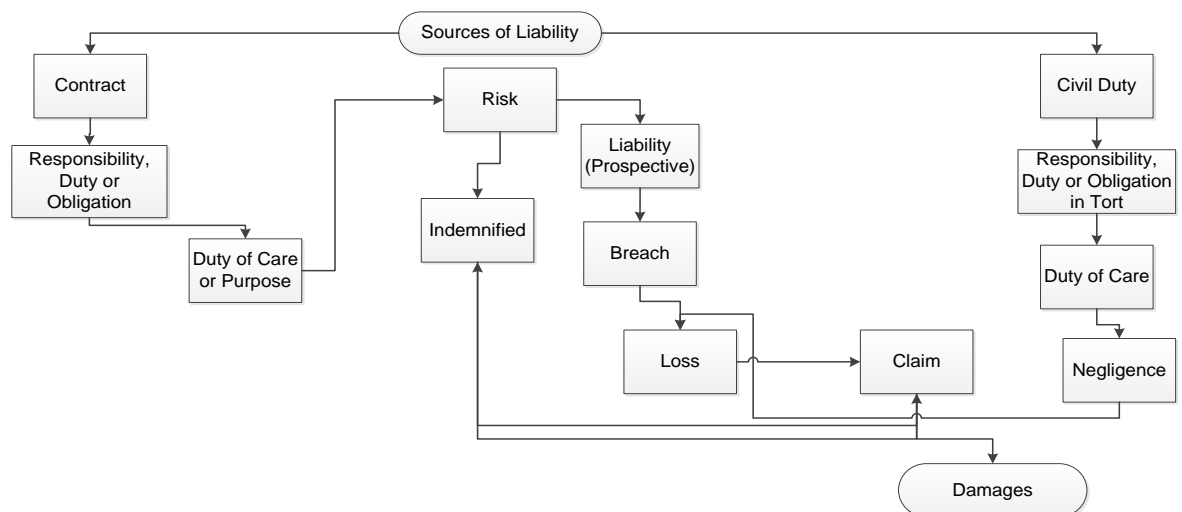 Sources of Liability
Contract
Risk
Civil Duty
Responsibility,
Duty or
Obligation
Liability
(Prospective)
Responsibility,
Duty or Obligation
in Tort
Indemnified
Duty of Care
or Purpose
Breach
Duty of Care
Loss
Claim
Negligence
Damages